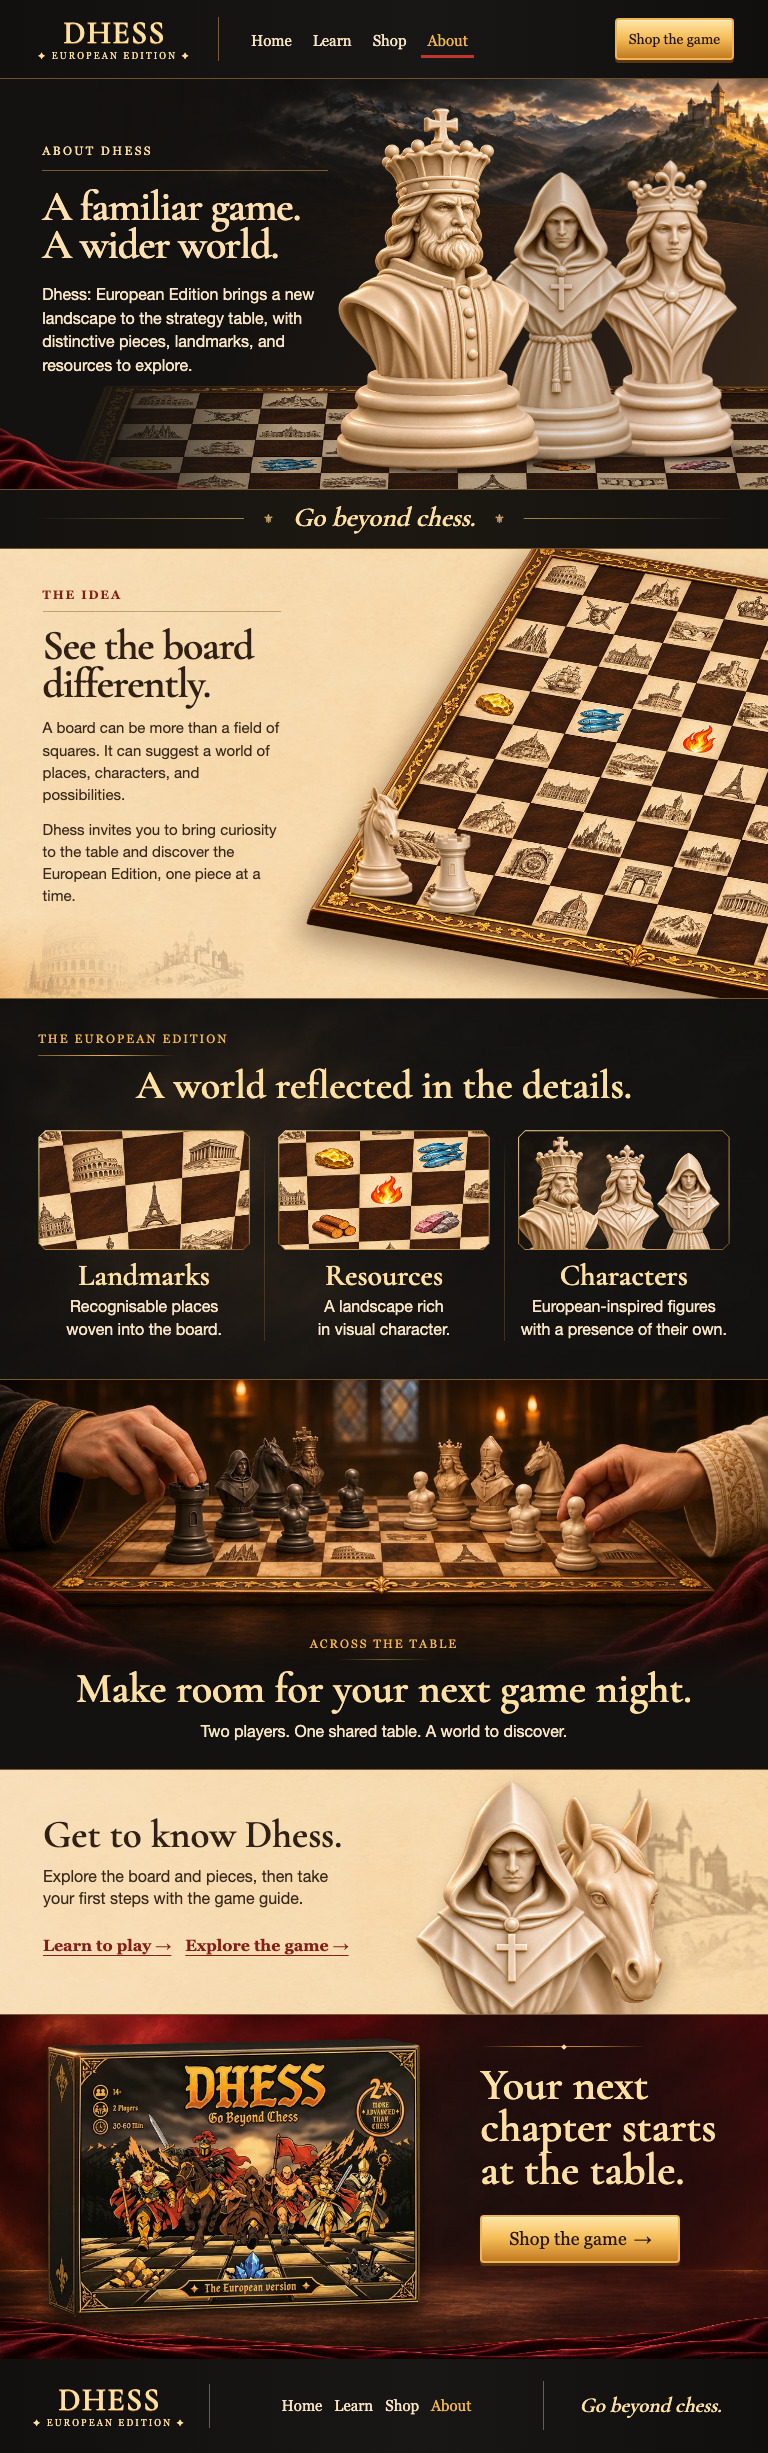 DHESS
EUROPEAN EDITION
Home Learn Shop About
Shop the game
ABOUT DHESS
A familiar game.
A wider world.
Dhess: European Edition brings a new
landscape to the strategy table, with
distinctive pieces, landmarks, and
resources to explore.
Go beyond chess.
THE IDEA
See the board
differently.
A board can be more than a field of
squares. It can suggest a world of
places, characters, and
possibilities.
Dhess invites you to bring curiosity
to the table and discover the
European Edition, one piece at a
time.
THE EUROPEAN EDITION
A world reflected in the details.
Landmarks
Recognisable places
woven into the board.
Resources
A landscape rich
in visual character.
Characters
European-inspired figures
with a presence of their own.
ACROSS THE TABLE
Make room for your next game night.
Two players. One shared table. A world to discover.
Get to know Dhess.
Explore the board and pieces, then take
your first steps with the game guide.
Learn to play → Explore the game →
14+
2 Players
30-60 Min
DHESS
Go Beyond Chess
2x
MORE
ADVANCED
THAN
CHESS
The European version
Your next
chapter starts
at the table.
Shop the game →
DHESS
EUROPEAN EDITION
Home Learn Shop About
Go beyond chess.